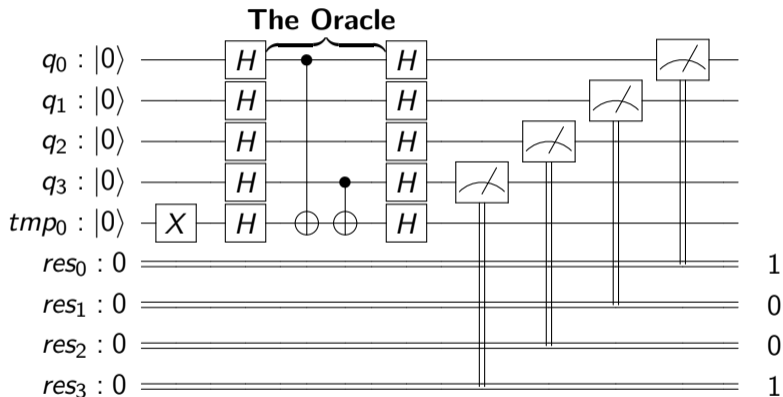 The Oracle
q₀ : |0⟩ H H
q₁ : |0⟩ H H
q₂ : |0⟩ H H
q₃ : |0⟩ H H
tmp₀ : |0⟩ X H H
res₀ : 0 1
res₁ : 0 0
res₂ : 0 0
res₃ : 0 1